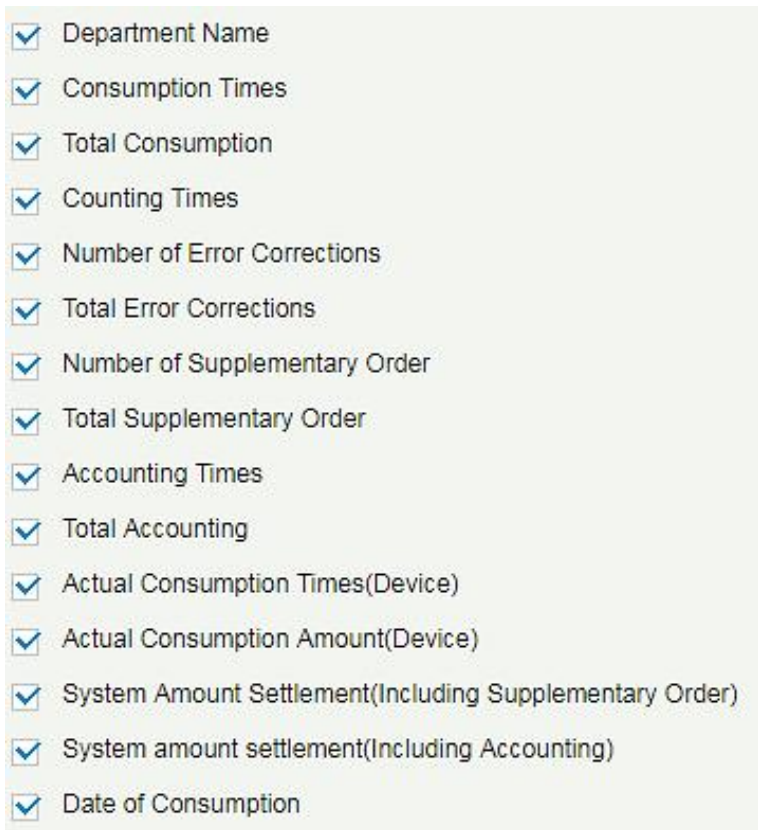 Department Name
Consumption Times
Total Consumption
Counting Times
Number of Error Corrections
Total Error Corrections
Number of Supplementary Order
Total Supplementary Order
Accounting Times
Total Accounting
Actual Consumption Times(Device)
Actual Consumption Amount(Device)
System Amount Settlement(Including Supplementary Order)
System amount settlement(Including Accounting)
Date of Consumption